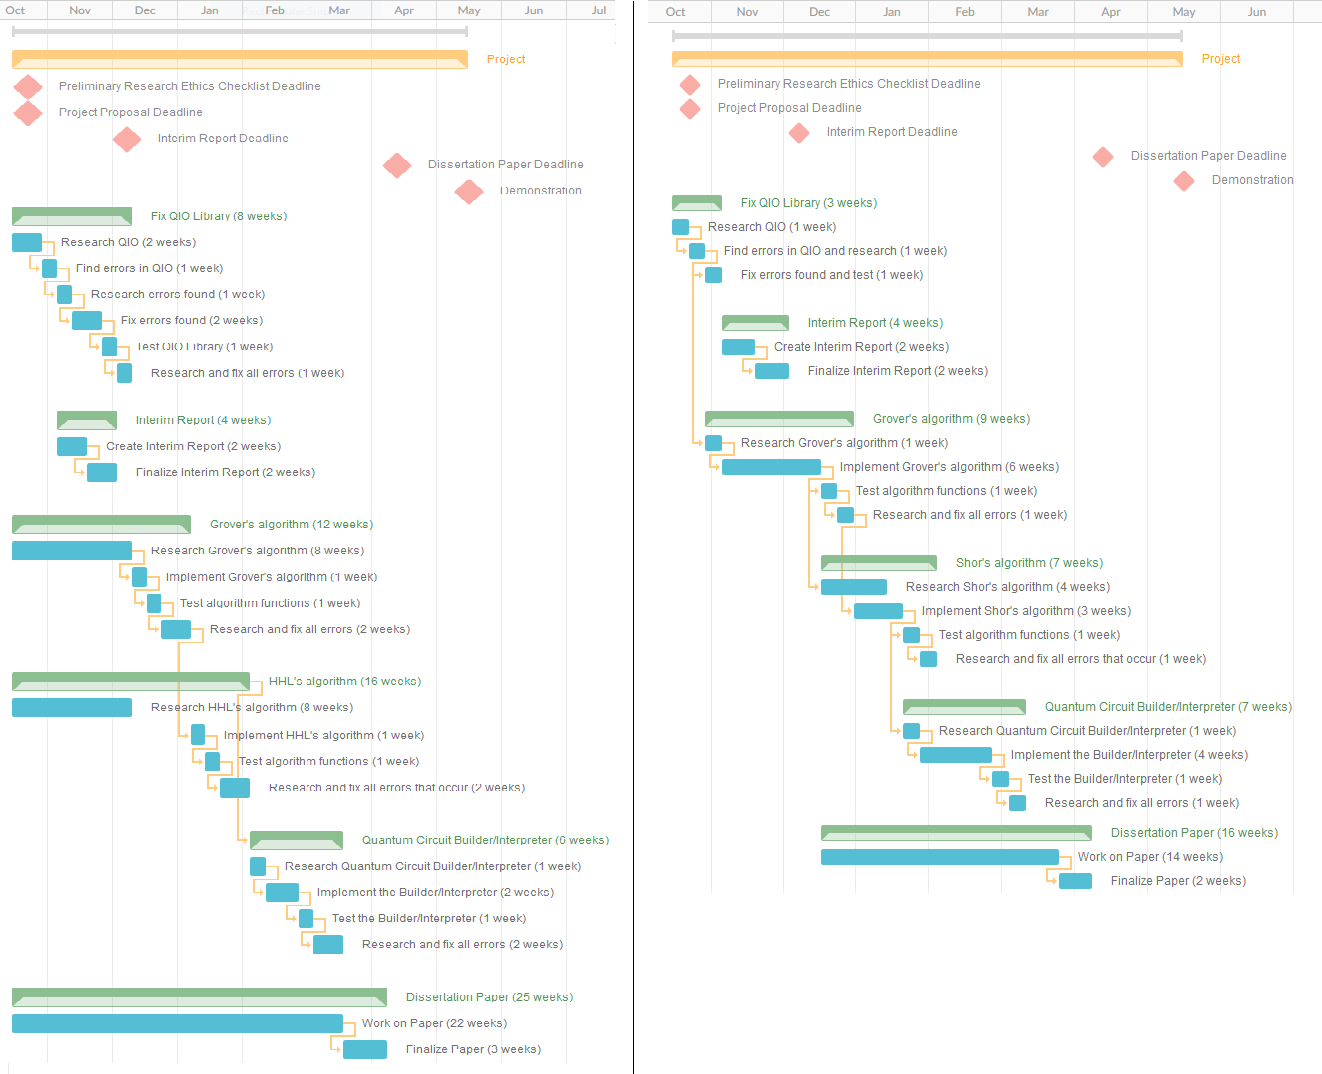 Oct Nov Dec Jan Feb Mar Apr May Jun Jul
Project
Preliminary Research Ethics Checklist Deadline
Project Proposal Deadline
Interim Report Deadline
Dissertation Paper Deadline
Demonstration
Fix QIO Library (8 weeks)
Research QIO (2 weeks)
Find errors in QIO (1 week)
Research errors found (1 week)
Fix errors found (2 weeks)
Test QIO Library (1 week)
Research and fix all errors (1 week)
Interim Report (4 weeks)
Create Interim Report (2 weeks)
Finalize Interim Report (2 weeks)
Grover's algorithm (12 weeks)
Research Grover's algorithm (8 weeks)
Implement Grover's algorithm (1 week)
Test algorithm functions (1 week)
Research and fix all errors (2 weeks)
HHL's algorithm (16 weeks)
Research HHL's algorithm (8 weeks)
Implement HHL's algorithm (1 week)
Test algorithm functions (1 week)
Research and fix all errors that occur (2 weeks)
Quantum Circuit Builder/Interpreter (6 weeks)
Research Quantum Circuit Builder/Interpreter (1 week)
Implement the Builder/Interpreter (2 weeks)
Test the Builder/Interpreter (1 week)
Research and fix all errors (2 weeks)
Dissertation Paper (25 weeks)
Work on Paper (22 weeks)
Finalize Paper (3 weeks)
Oct Nov Dec Jan Feb Mar Apr May Jun
Project
Preliminary Research Ethics Checklist Deadline
Project Proposal Deadline
Interim Report Deadline
Dissertation Paper Deadline
Demonstration
Fix QIO Library (3 weeks)
Research QIO (1 week)
Find errors in QIO and research (1 week)
Fix errors found and test (1 week)
Interim Report (4 weeks)
Create Interim Report (2 weeks)
Finalize Interim Report (2 weeks)
Grover's algorithm (9 weeks)
Research Grover's algorithm (1 week)
Implement Grover's algorithm (6 weeks)
Test algorithm functions (1 week)
Research and fix all errors (1 week)
Shor's algorithm (7 weeks)
Research Shor's algorithm (4 weeks)
Implement Shor's algorithm (3 weeks)
Test algorithm functions (1 week)
Research and fix all errors that occur (1 week)
Quantum Circuit Builder/Interpreter (7 weeks)
Research Quantum Circuit Builder/Interpreter (1 week)
Implement the Builder/Interpreter (4 weeks)
Test the Builder/Interpreter (1 week)
Research and fix all errors (1 week)
Dissertation Paper (16 weeks)
Work on Paper (14 weeks)
Finalize Paper (2 weeks)